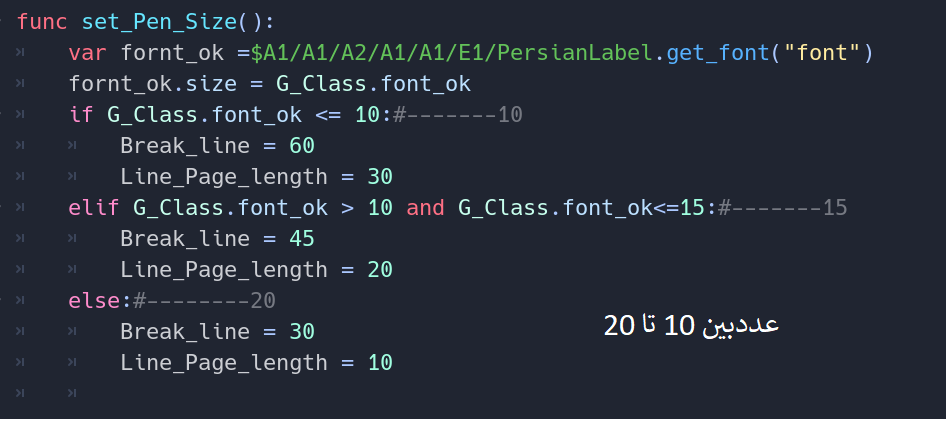 func set_Pen_Size():
var fornt_ok =$A1/A1/A2/A1/A1/E1/PersianLabel.get_font("font")
fornt_ok.size = G_Class.font_ok
if G_Class.font_ok <= 10:#-------10
Break_line = 60
Line_Page_length = 30
elif G_Class.font_ok > 10 and G_Class.font_ok<=15:#-------15
Break_line = 45
Line_Page_length = 20
else:#--------20
Break_line = 30
Line_Page_length = 10
عددبین 10 تا 20